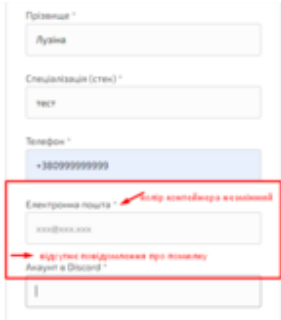 Прізвище *
Лузіна
Спеціалізація (стек) *
тест
Телефон *
+380999999999
Електронна пошта *
колір контейнера незмінний
xxx@xxx.xxx
відсутнє повідомлення про помилку
Акаунт в Discord *